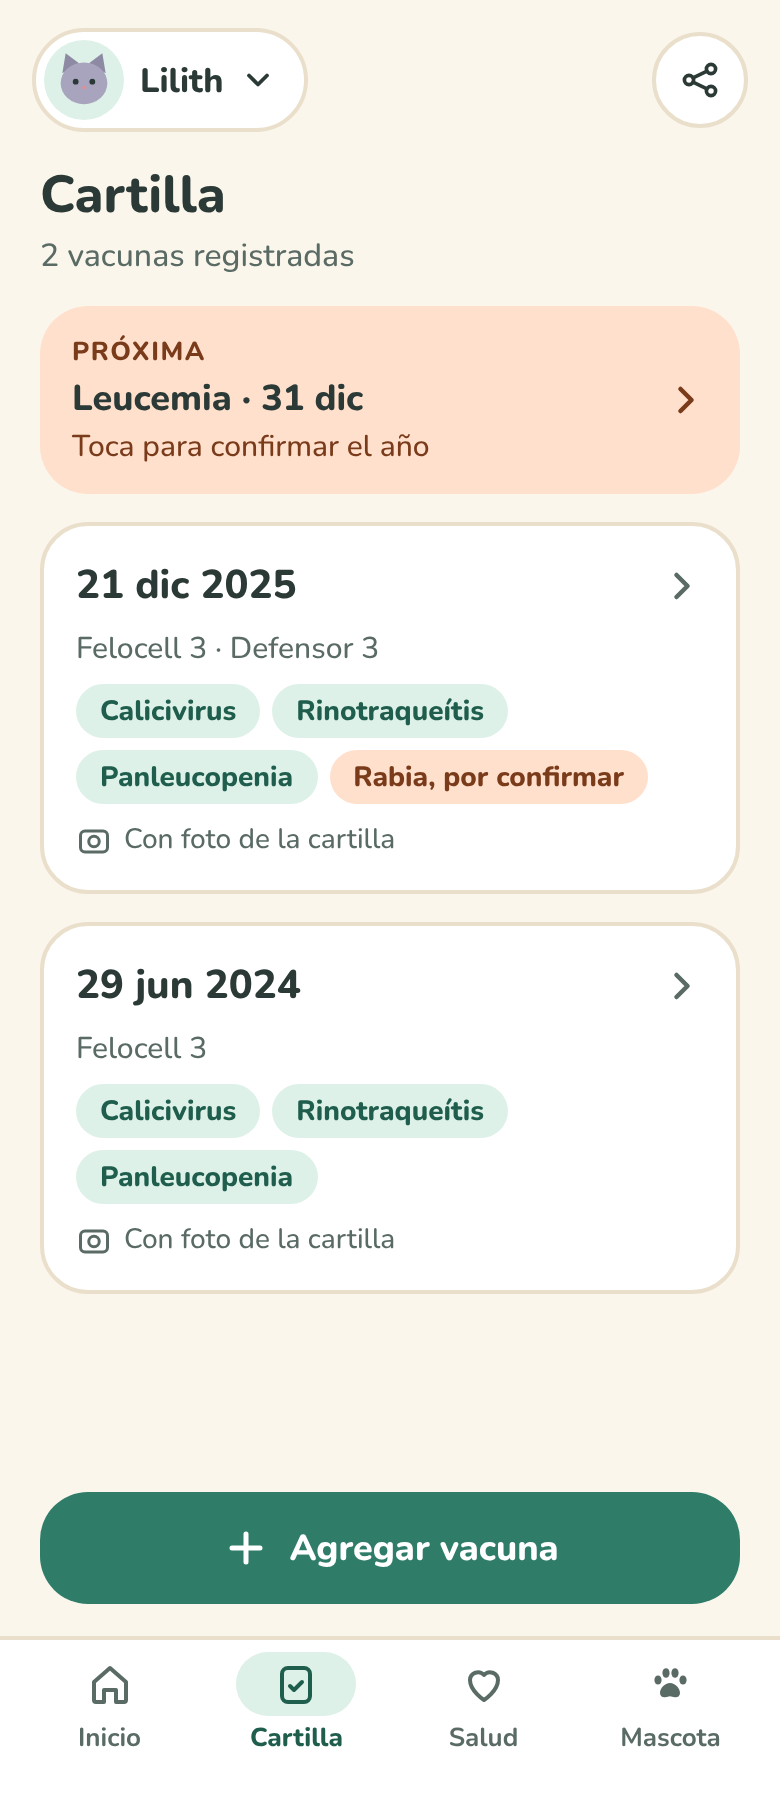 Lilith
Cartilla
2 vacunas registradas
PRÓXIMA
Leucemia · 31 dic
Toca para confirmar el año
21 dic 2025
Felocell 3 · Defensor 3
Calicivirus
Rinotraqueítis
Panleucopenia
Rabia, por confirmar
Con foto de la cartilla
29 jun 2024
Felocell 3
Calicivirus
Rinotraqueítis
Panleucopenia
Con foto de la cartilla
Agregar vacuna
Inicio
Cartilla
Salud
Mascota